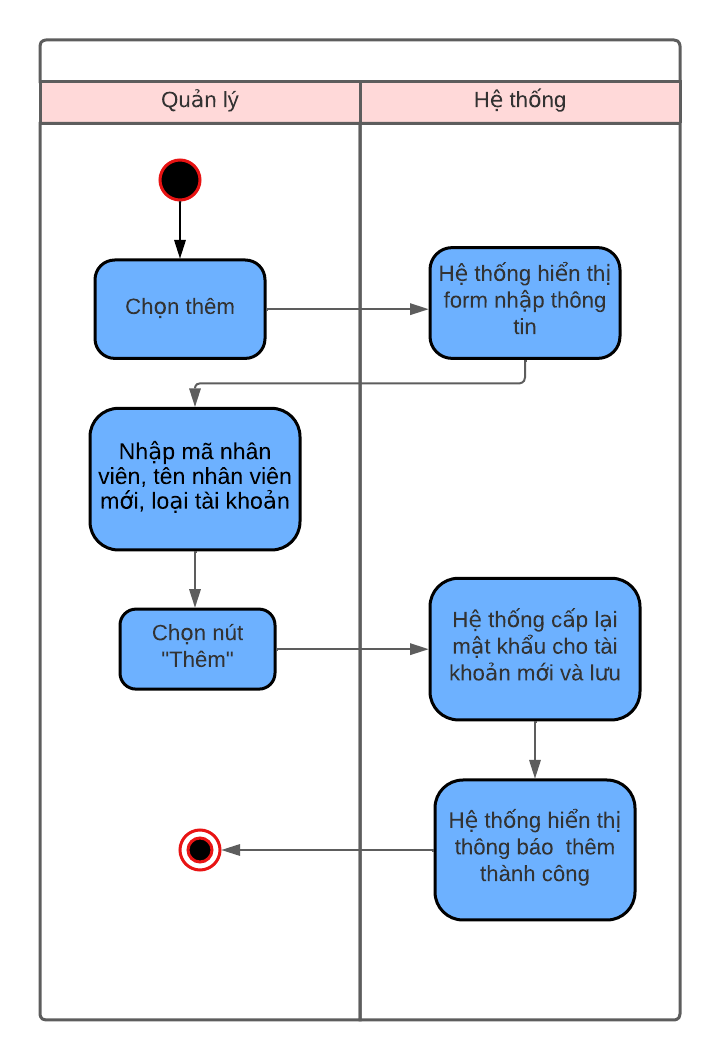 Quản lý
Hệ thống
Chọn thêm
Hệ thống hiển thị
form nhập thông
tin
Nhập mã nhân
viên, tên nhân viên
mới, loại tài khoản
Chọn nút
"Thêm"
Hệ thống cấp lại
mật khẩu cho tài
khoản mới và lưu
Hệ thống hiển thị
thông báo  thêm
thành công